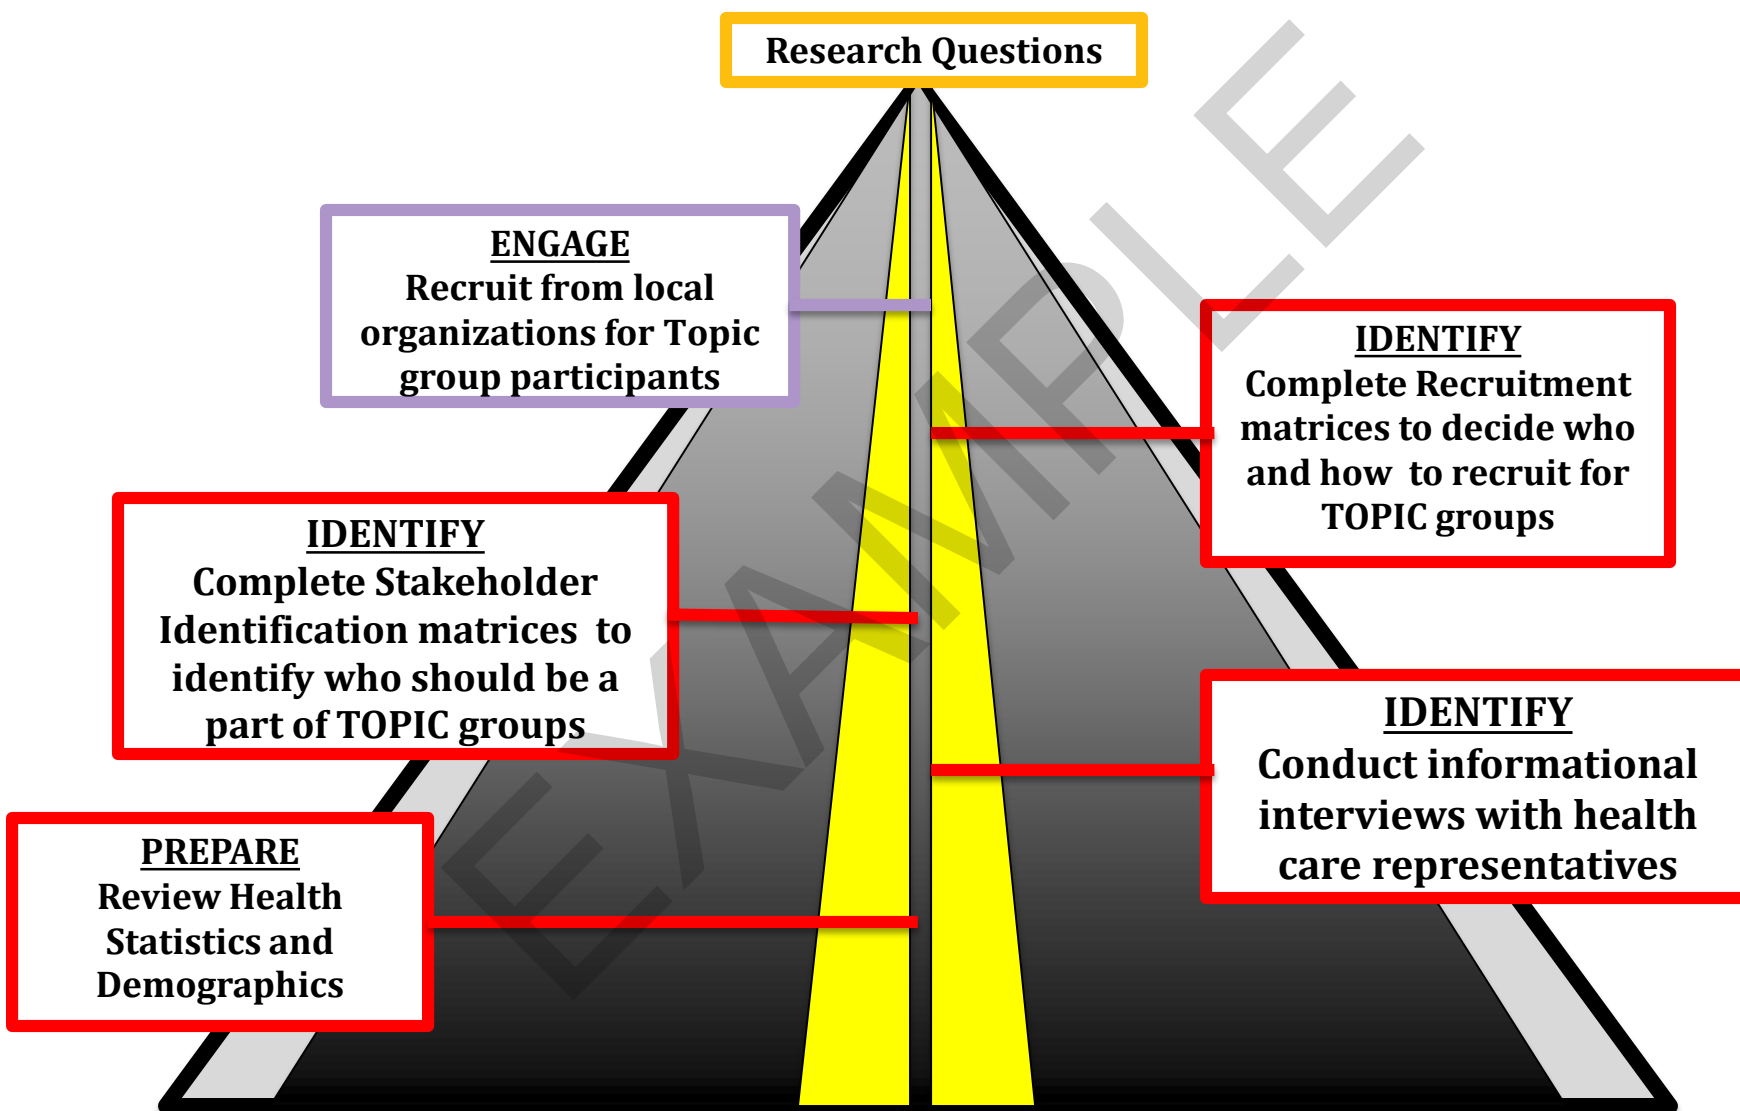 Research Questions
ENGAGE
Recruit from local
organizations for Topic
group participants
IDENTIFY
Complete Recruitment
matrices to decide who
and how  to recruit for
TOPIC groups
IDENTIFY
Complete Stakeholder
Identification matrices  to
identify who should be a
part of TOPIC groups
IDENTIFY
Conduct informational
interviews with health
care representatives
PREPARE
Review Health
Statistics and
Demographics
EXAMPLE